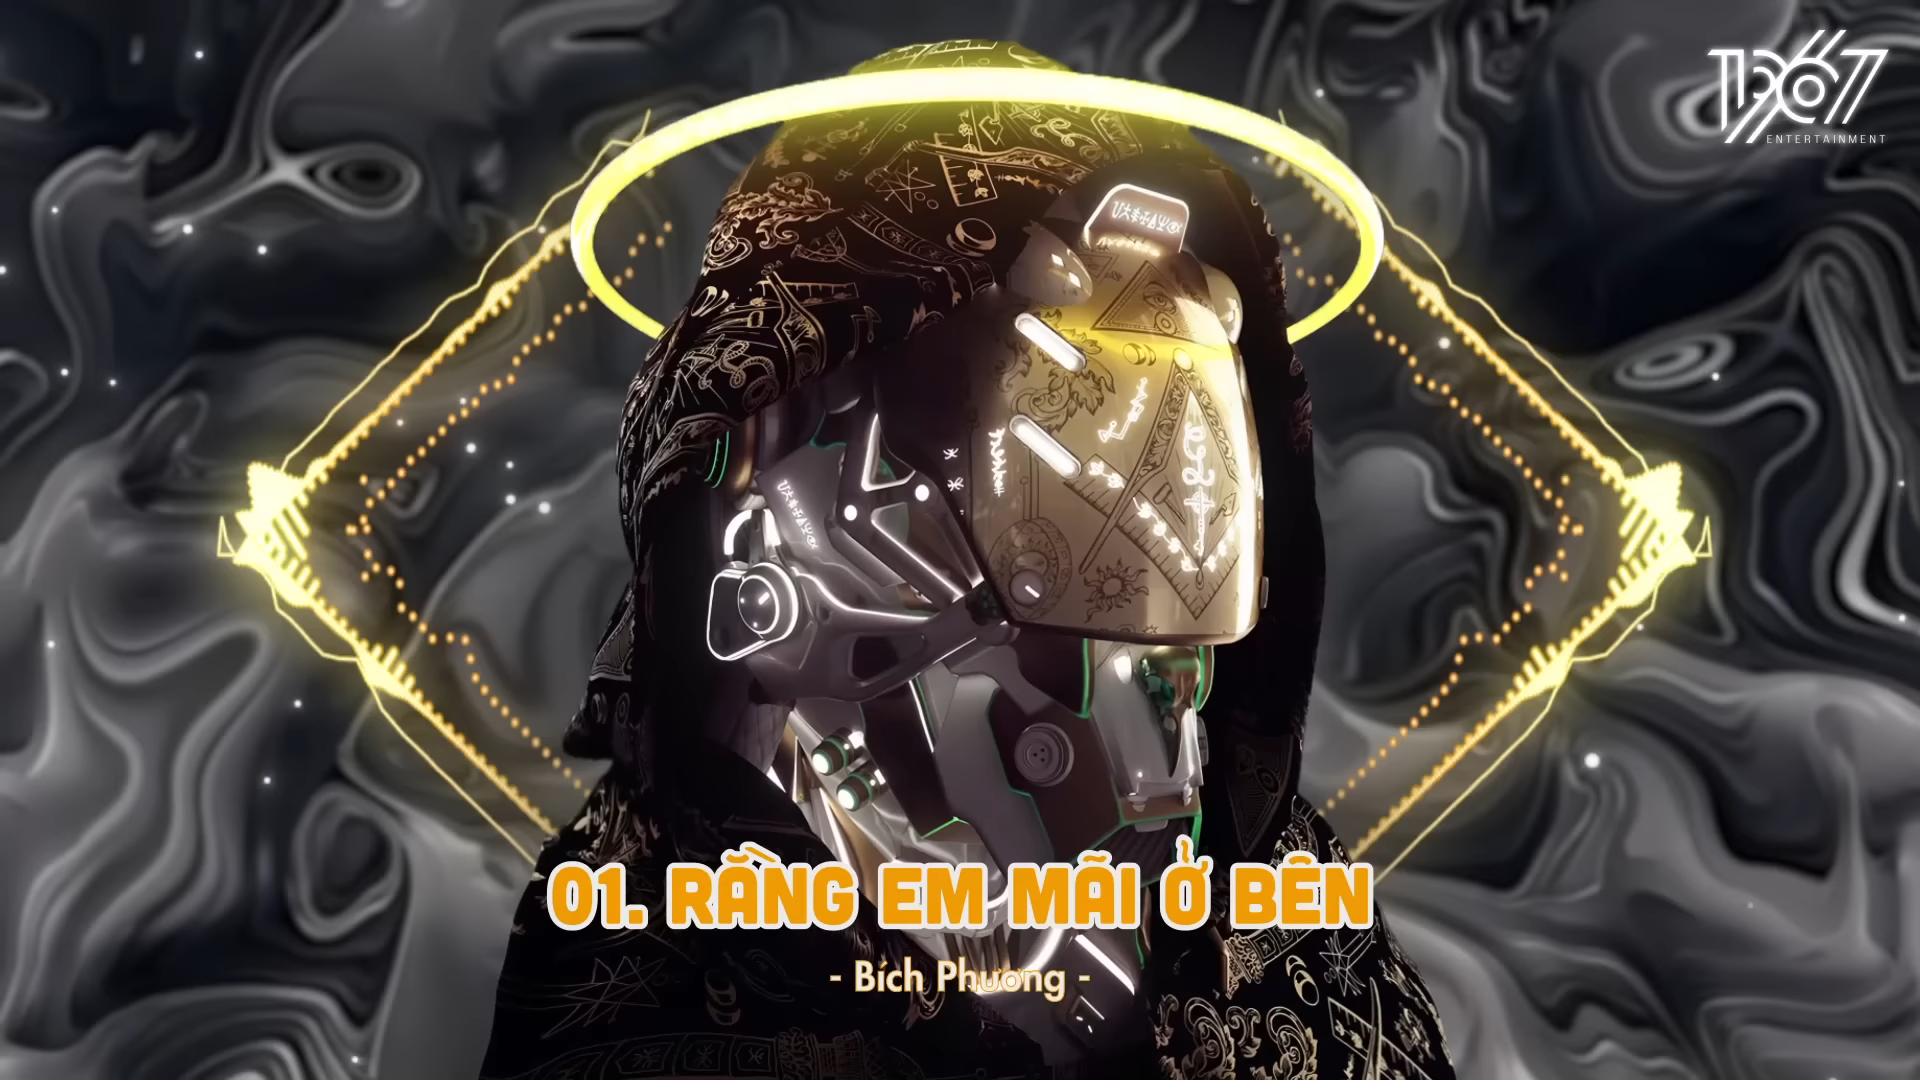 1967
ENTERTAINMENT
01. RẰNG EM MÃI Ở BÊN
- Bích Phương -